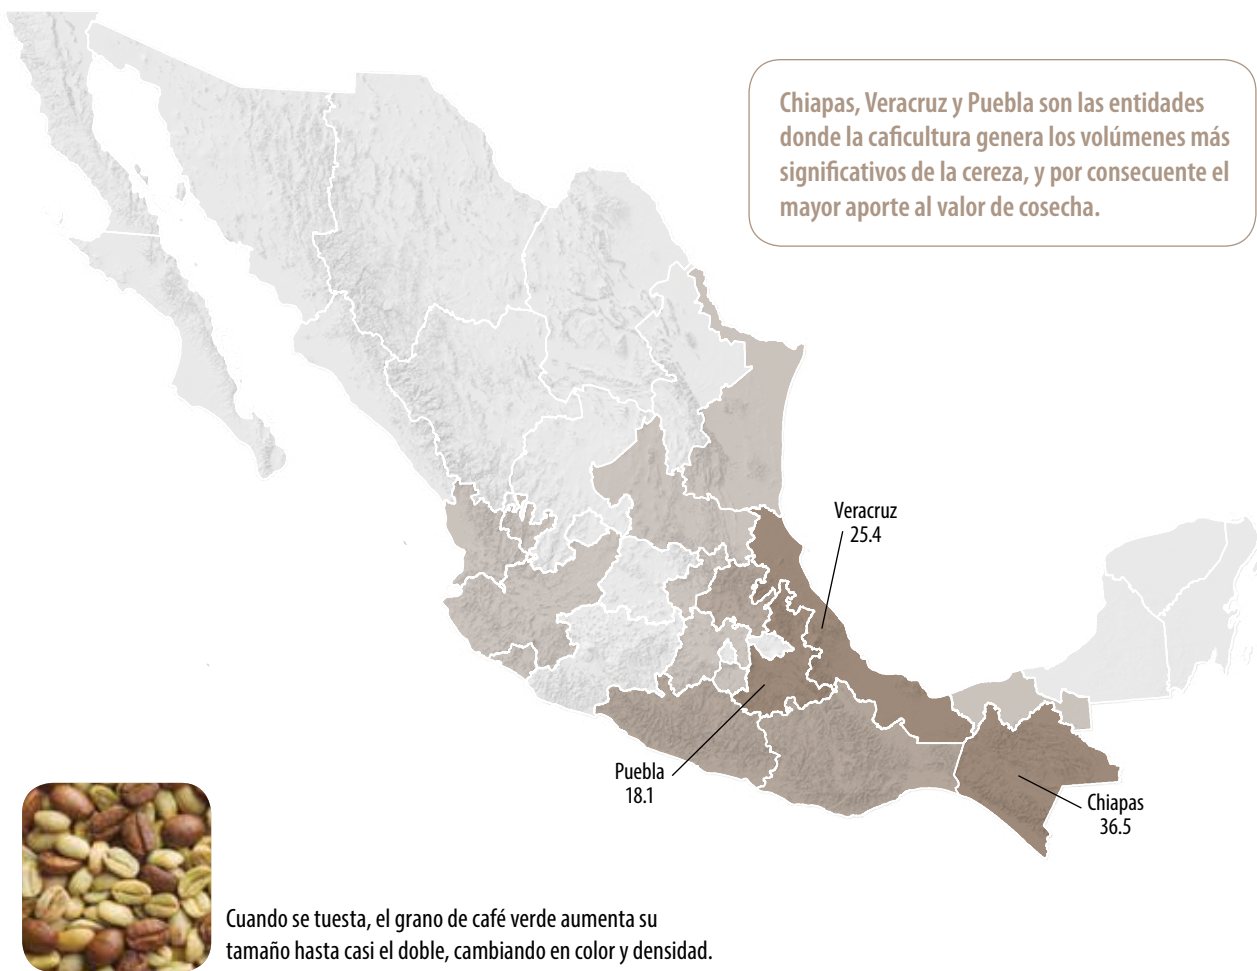 Chiapas, Veracruz y Puebla son las entidades
donde la caficultura genera los volúmenes más
significativos de la cereza, y por consecuente el
mayor aporte al valor de cosecha.
Veracruz
25.4
Puebla
18.1
Chiapas
36.5
Cuando se tuesta, el grano de café verde aumenta su
tamaño hasta casi el doble, cambiando en color y densidad.